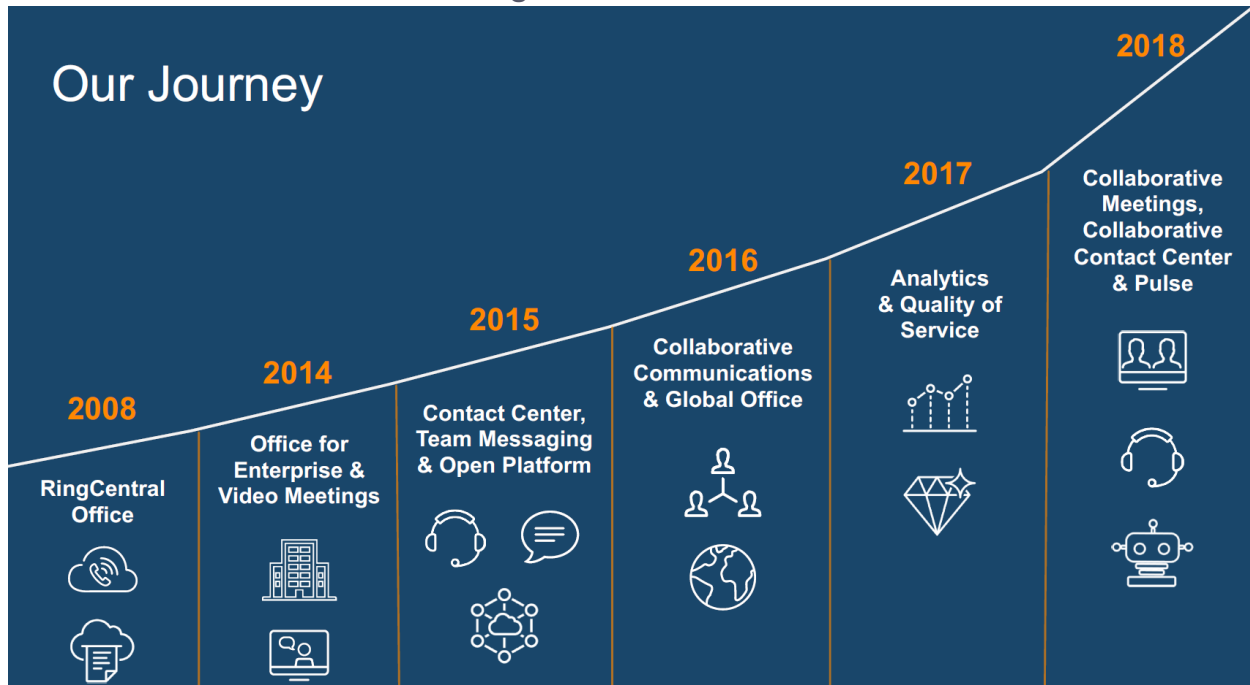 Our Journey
2008
RingCentral
Office
2014
Office for
Enterprise &
Video Meetings
2015
Contact Center,
Team Messaging
& Open Platform
2016
Collaborative
Communications
& Global Office
2017
Analytics
& Quality of
Service
2018
Collaborative
Meetings,
Collaborative
Contact Center
& Pulse